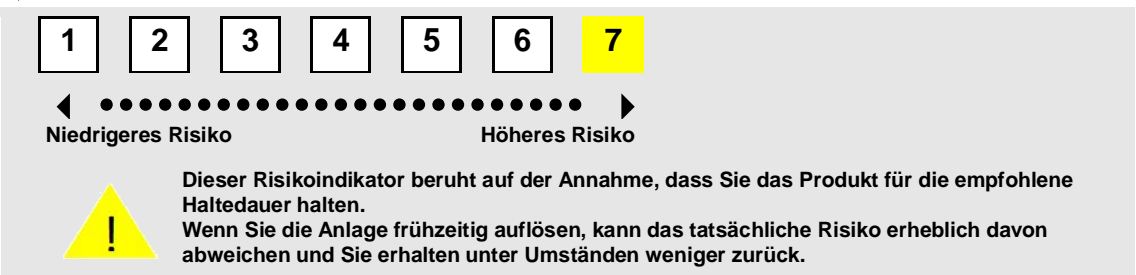 1 2 3 4 5 6 7
Niedrigeres Risiko Höheres Risiko
Dieser Risikoindikator beruht auf der Annahme, dass Sie das Produkt für die empfohlene
Haltedauer halten.
Wenn Sie die Anlage frühzeitig auflösen, kann das tatsächliche Risiko erheblich davon
abweichen und Sie erhalten unter Umständen weniger zurück.
!